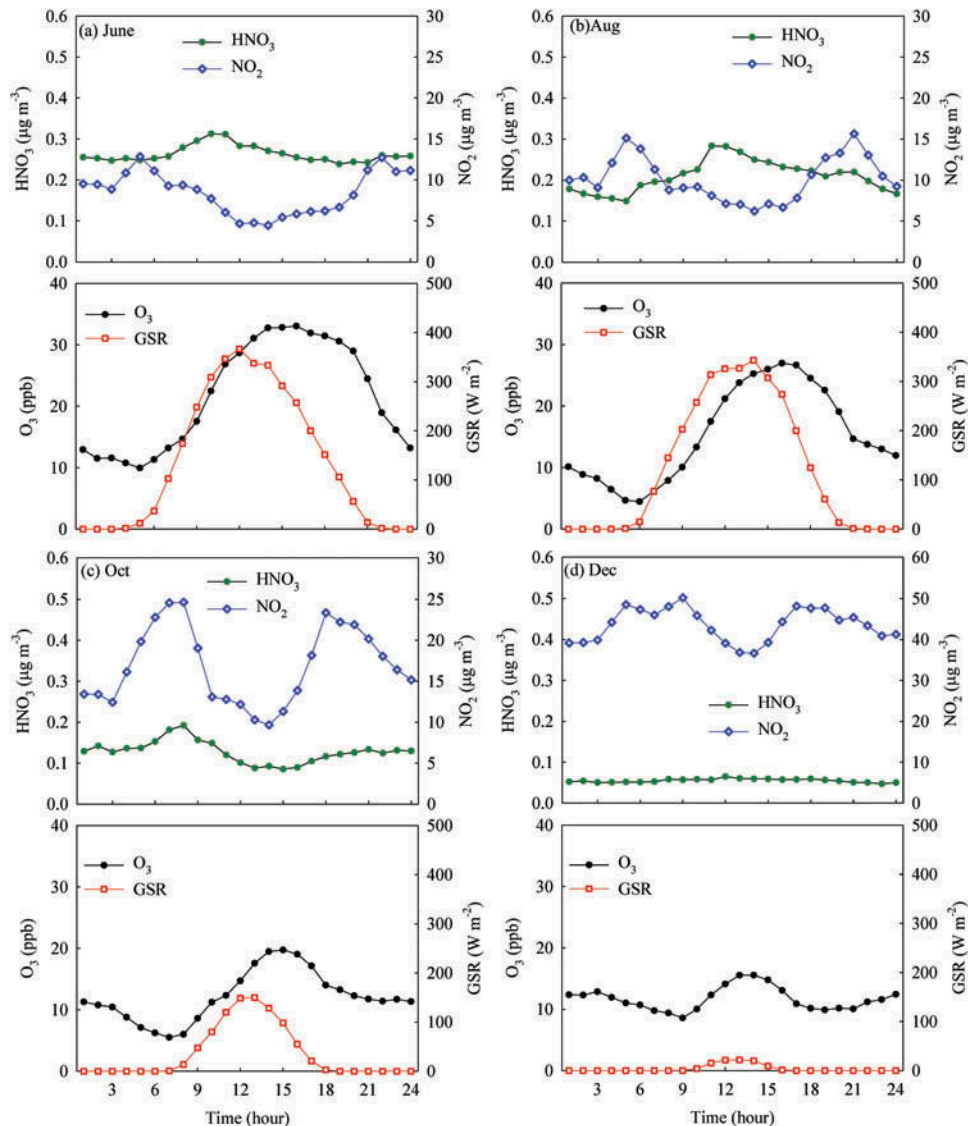 (a) June
HNO3
NO2
0.6
0.5
0.4
0.3
0.2
0.1
0.0
HNO3 (μg m-3)
30
25
20
15
10
5
0
NO2 (μg m-3)
(b)Aug
HNO3
NO2
0.6
0.5
0.4
0.3
0.2
0.1
0.0
HNO3 (μg m-3)
30
25
20
15
10
5
0
NO2 (μg m-3)
O3
GSR
40
30
20
10
0
O3 (ppb)
500
400
300
200
100
0
GSR (W m-2)
O3
GSR
40
30
20
10
0
O3 (ppb)
500
400
300
200
100
0
GSR (W m-2)
(c) Oct
HNO3
NO2
0.6
0.5
0.4
0.3
0.2
0.1
0.0
HNO3 (μg m-3)
30
25
20
15
10
5
0
NO2 (μg m-3)
(d) Dec
HNO3
NO2
0.6
0.5
0.4
0.3
0.2
0.1
0.0
HNO3 (μg m-3)
60
50
40
30
20
10
0
NO2 (μg m-3)
O3
GSR
40
30
20
10
0
O3 (ppb)
500
400
300
200
100
0
GSR (W m-2)
3 6 9 12 15 18 21 24
Time (hour)
O3
GSR
40
30
20
10
0
O3 (ppb)
500
400
300
200
100
0
GSR (W m-2)
3 6 9 12 15 18 21 24
Time (hour)